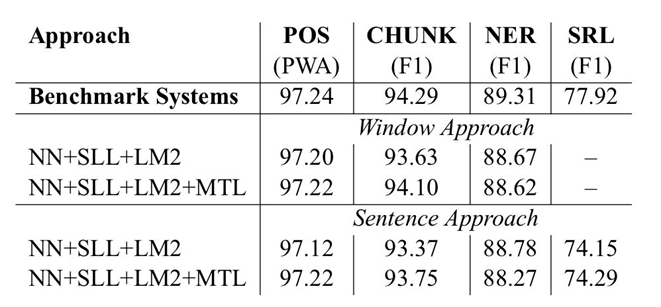 Approach POS CHUNK NER SRL
(PWA) (F1) (F1) (F1)
Benchmark Systems 97.24 94.29 89.31 77.92
Window Approach
NN+SLL+LM2 97.20 93.63 88.67 –
NN+SLL+LM2+MTL 97.22 94.10 88.62 –
Sentence Approach
NN+SLL+LM2 97.12 93.37 88.78 74.15
NN+SLL+LM2+MTL 97.22 93.75 88.27 74.29